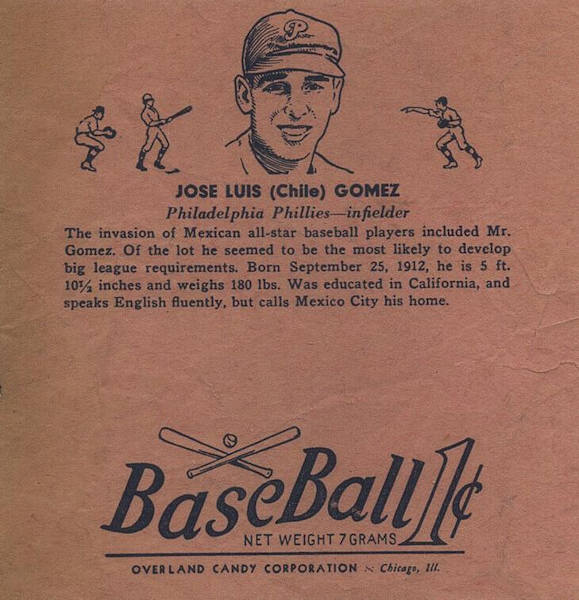 P
JOSE LUIS (Chile) GOMEZ
Philadelphia Phillies—infielder
The invasion of Mexican all-star baseball players included Mr.
Gomez. Of the lot he seemed to be the most likely to develop
big league requirements. Born September 25, 1912, he is 5 ft.
10½ inches and weighs 180 lbs. Was educated in California, and
speaks English fluently, but calls Mexico City his home.
BaseBall 1¢
NET WEIGHT 7 GRAMS
OVERLAND CANDY CORPORATION ~ Chicago, Ill.